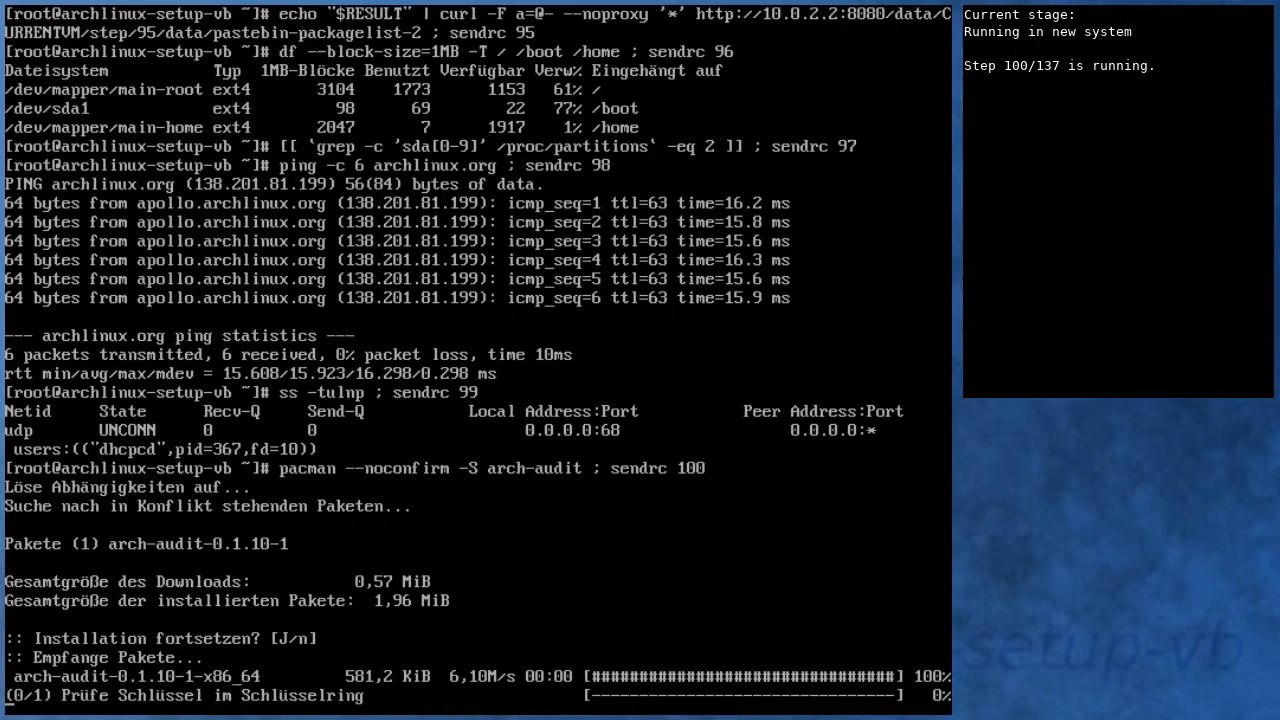 [root@archlinux-setup-vb ~]# echo "$RESULT" | curl -F a=@- --noproxy '*' http://10.0.2.2:8080/data/C
URRENTVM/step/95/data/pastebin-packagelist-2 ; sendrc 95
[root@archlinux-setup-vb ~]# df --block-size=1MB -T / /boot /home ; sendrc 96
Dateisystem           Typ  1MB-Blöcke Benutzt Verfügbar Verw% Eingehängt auf
/dev/mapper/main-root ext4       3104    1773      1153   61% /
/dev/sda1             ext4         98      69        22   77% /boot
/dev/mapper/main-home ext4       2047       7      1917    1% /home
[root@archlinux-setup-vb ~]# [[ `grep -c 'sda[0-9]' /proc/partitions` -eq 2 ]] ; sendrc 97
[root@archlinux-setup-vb ~]# ping -c 6 archlinux.org ; sendrc 98
PING archlinux.org (138.201.81.199) 56(84) bytes of data.
64 bytes from apollo.archlinux.org (138.201.81.199): icmp_seq=1 ttl=63 time=16.2 ms
64 bytes from apollo.archlinux.org (138.201.81.199): icmp_seq=2 ttl=63 time=15.8 ms
64 bytes from apollo.archlinux.org (138.201.81.199): icmp_seq=3 ttl=63 time=15.6 ms
64 bytes from apollo.archlinux.org (138.201.81.199): icmp_seq=4 ttl=63 time=16.3 ms
64 bytes from apollo.archlinux.org (138.201.81.199): icmp_seq=5 ttl=63 time=15.6 ms
64 bytes from apollo.archlinux.org (138.201.81.199): icmp_seq=6 ttl=63 time=15.9 ms
--- archlinux.org ping statistics ---
6 packets transmitted, 6 received, 0% packet loss, time 10ms
rtt min/avg/max/mdev = 15.608/15.923/16.298/0.298 ms
[root@archlinux-setup-vb ~]# ss -tulnp ; sendrc 99
Netid     State      Recv-Q     Send-Q           Local Address:Port           Peer Address:Port
udp       UNCONN     0          0                      0.0.0.0:68                  0.0.0.0:*
 users:(("dhcpcd",pid=367,fd=10))
[root@archlinux-setup-vb ~]# pacman --noconfirm -S arch-audit ; sendrc 100
Löse Abhängigkeiten auf...
Suche nach in Konflikt stehenden Paketen...
Pakete (1) arch-audit-0.1.10-1
Gesamtgröße des Downloads:           0,57 MiB
Gesamtgröße der installierten Pakete:  1,96 MiB
:: Installation fortsetzen? [J/n]
:: Empfange Pakete...
 arch-audit-0.1.10-1-x86_64         581,2 KiB  6,10M/s 00:00 [################################] 100%
(0/1) Prüfe Schlüssel im Schlüsselring                       [--------------------------------]   0%
Current stage:
Running in new system
Step 100/137 is running.
setup-vb